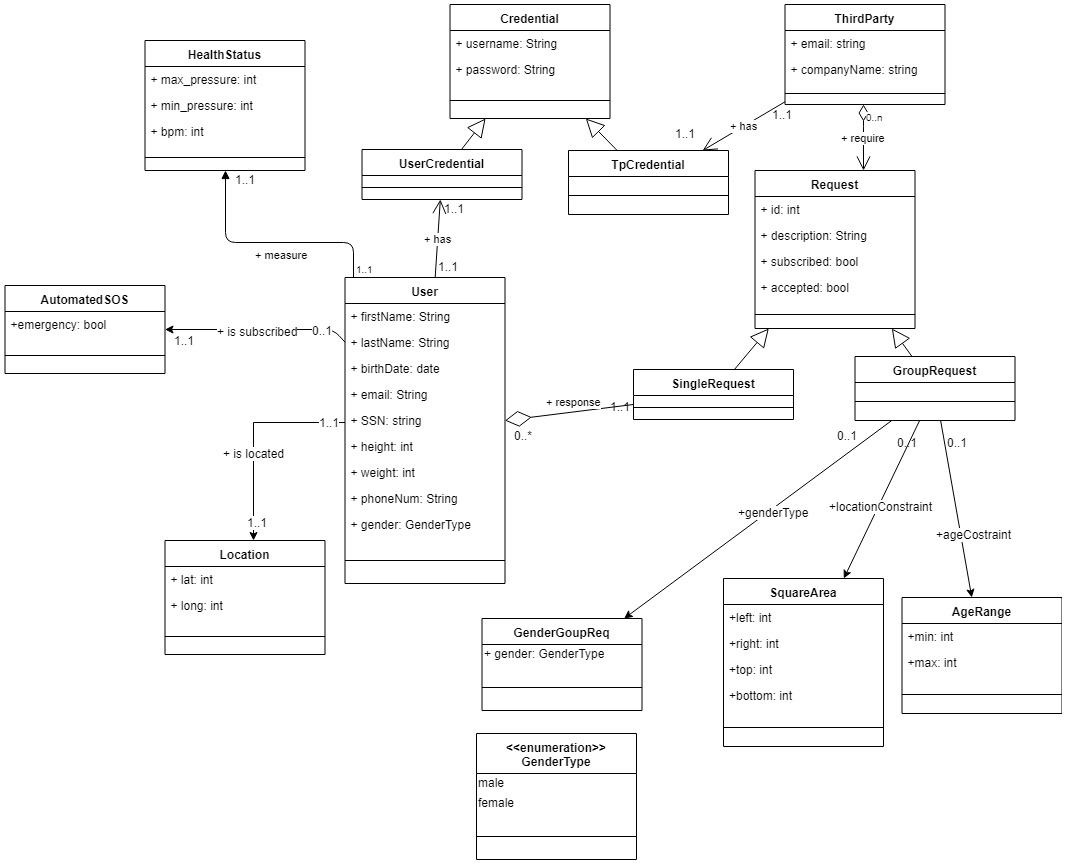 Credential
+ username: String
+ password: String
ThirdParty
+ email: string
+ companyName: string
HealthStatus
+ max_pressure: int
+ min_pressure: int
+ bpm: int
1..1
+ has
1..1
0..n
+ require
UserCredential
TpCredential
1..1
Request
+ id: int
+ description: String
+ subscribed: bool
+ accepted: bool
1..1
+ has
1..1
+ measure
1..1
User
+ firstName: String
+ lastName: String
+ birthDate: date
+ email: String
+ SSN: string
+ height: int
+ weight: int
+ phoneNum: String
+ gender: GenderType
AutomatedSOS
+emergency: bool
+ is subscribed
0..1
1..1
SingleRequest
GroupRequest
+ response
1..1
0..*
1..1
+ is located
1..1
0..1
0..1
0..1
+genderType
+locationConstraint
+ageCostraint
Location
+ lat: int
+ long: int
SquareArea
+left: int
+right: int
+top: int
+bottom: int
AgeRange
+min: int
+max: int
GenderGoupReq
+ gender: GenderType
<<enumeration>>
GenderType
male
female